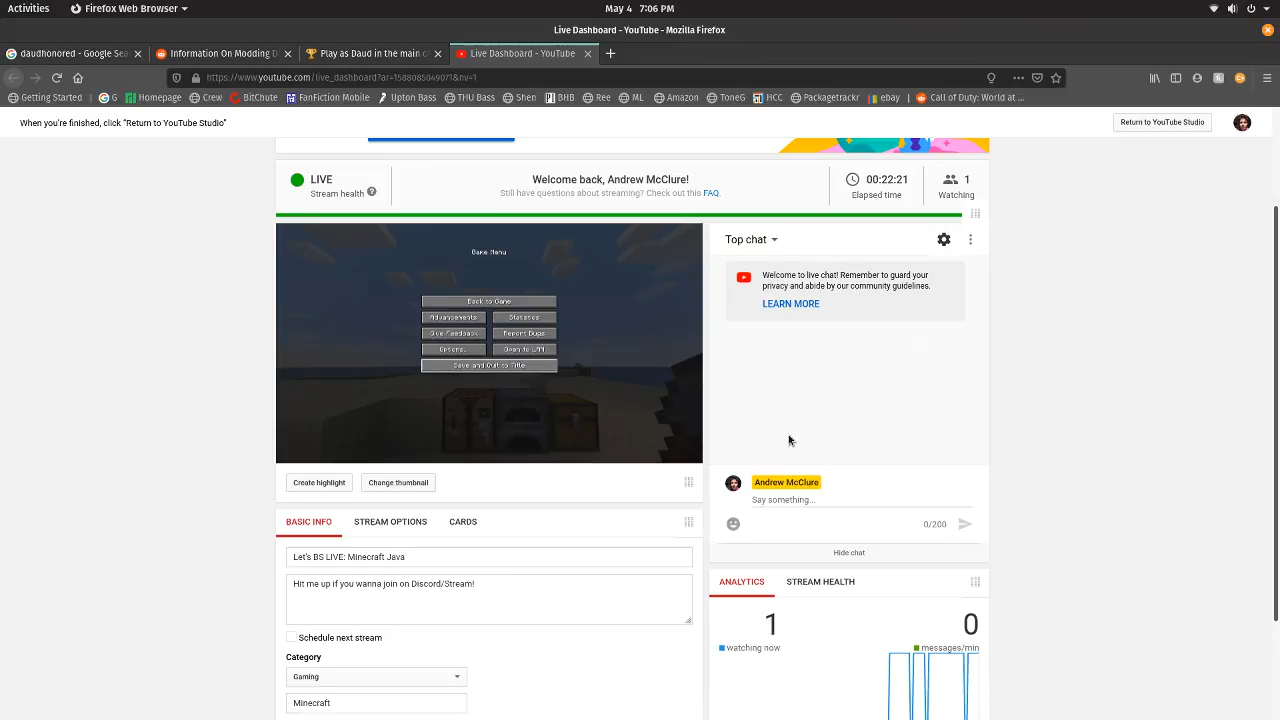 Activities
Firefox Web Browser
May 4 7:06 PM
Live Dashboard - YouTube - Mozilla Firefox
daudhonored - Google Sea
Information On Modding D
Play as Daud in the main c
Live Dashboard - YouTube
https://www.youtube.com/live_dashboard?ar=1588085049071&nv=1
Getting Started
G
Homepage
Crew
BitChute
FanFiction Mobile
Upton Bass
THU Bass
Shen
BHB
Ree
ML
Amazon
ToneG
HCC
Packagetrackr
ebay
Call of Duty: World at ...
When you're finished, click "Return to YouTube Studio"
Return to YouTube Studio
LIVE
Stream health
Welcome back, Andrew McClure!
Still have questions about streaming? Check out this FAQ.
00:22:21
Elapsed time
1
Watching
Game Menu
Back to Game
Advancements
Statistics
Give Feedback
Report Bugs
Options...
Open to LAN
Save and Quit to Title
Top chat
Welcome to live chat! Remember to guard your
privacy and abide by our community guidelines.
LEARN MORE
Andrew McClure
Say something...
0/200
Hide chat
Create highlight
Change thumbnail
BASIC INFO
STREAM OPTIONS
CARDS
Let's BS LIVE: Minecraft Java
Hit me up if you wanna join on Discord/Stream!
Schedule next stream
Category
Gaming
Minecraft
ANALYTICS
STREAM HEALTH
1
watching now
0
messages/min